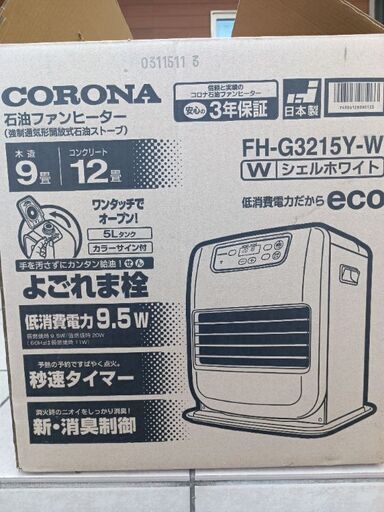 0311511 3
CORONA
石油ファンヒーター
(強制通気形開放式石油ストーブ)
信頼と実績の
コロナ石油ファンヒーター
安心の 3年保証
日本製
木造
9畳
コンクリート
12畳
FH-G3215Y-W
W シェルホワイト
低消費電力だからeco
ワンタッチで
オープン!
5Lタンク
カラーサイン付
手を汚さずにカンタン給油!
せん
よごれま栓
低消費電力 9.5W
予熱の予約ですばやく点火。
秒速タイマー
消火時のニオイをしっかり消臭!
新・消臭制御